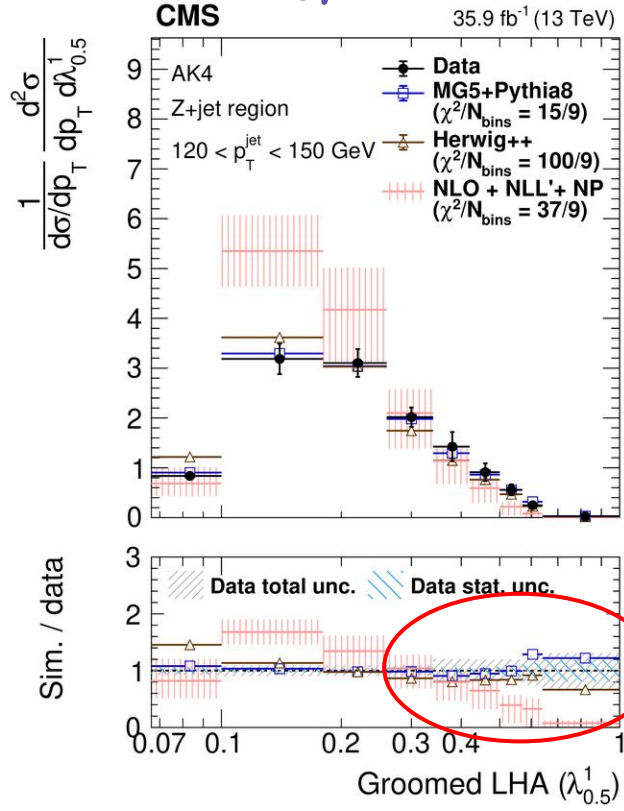 CMS 35.9 fb⁻¹ (13 TeV)
1
dσ/dp_T
d²σ
dp_T dλ¹_0.5
AK4
Z+jet region
120 < p_T^jet < 150 GeV
Data
MG5+Pythia8
(χ²/N_bins = 15/9)
Herwig++
(χ²/N_bins = 100/9)
NLO + NLL'+ NP
(χ²/N_bins = 37/9)
9
8
7
6
5
4
3
2
1
0
Sim. / data
3
2
1
0
Data total unc. Data stat. unc.
0.07 0.1 0.2 0.3 0.4 1
Groomed LHA (λ¹_0.5)